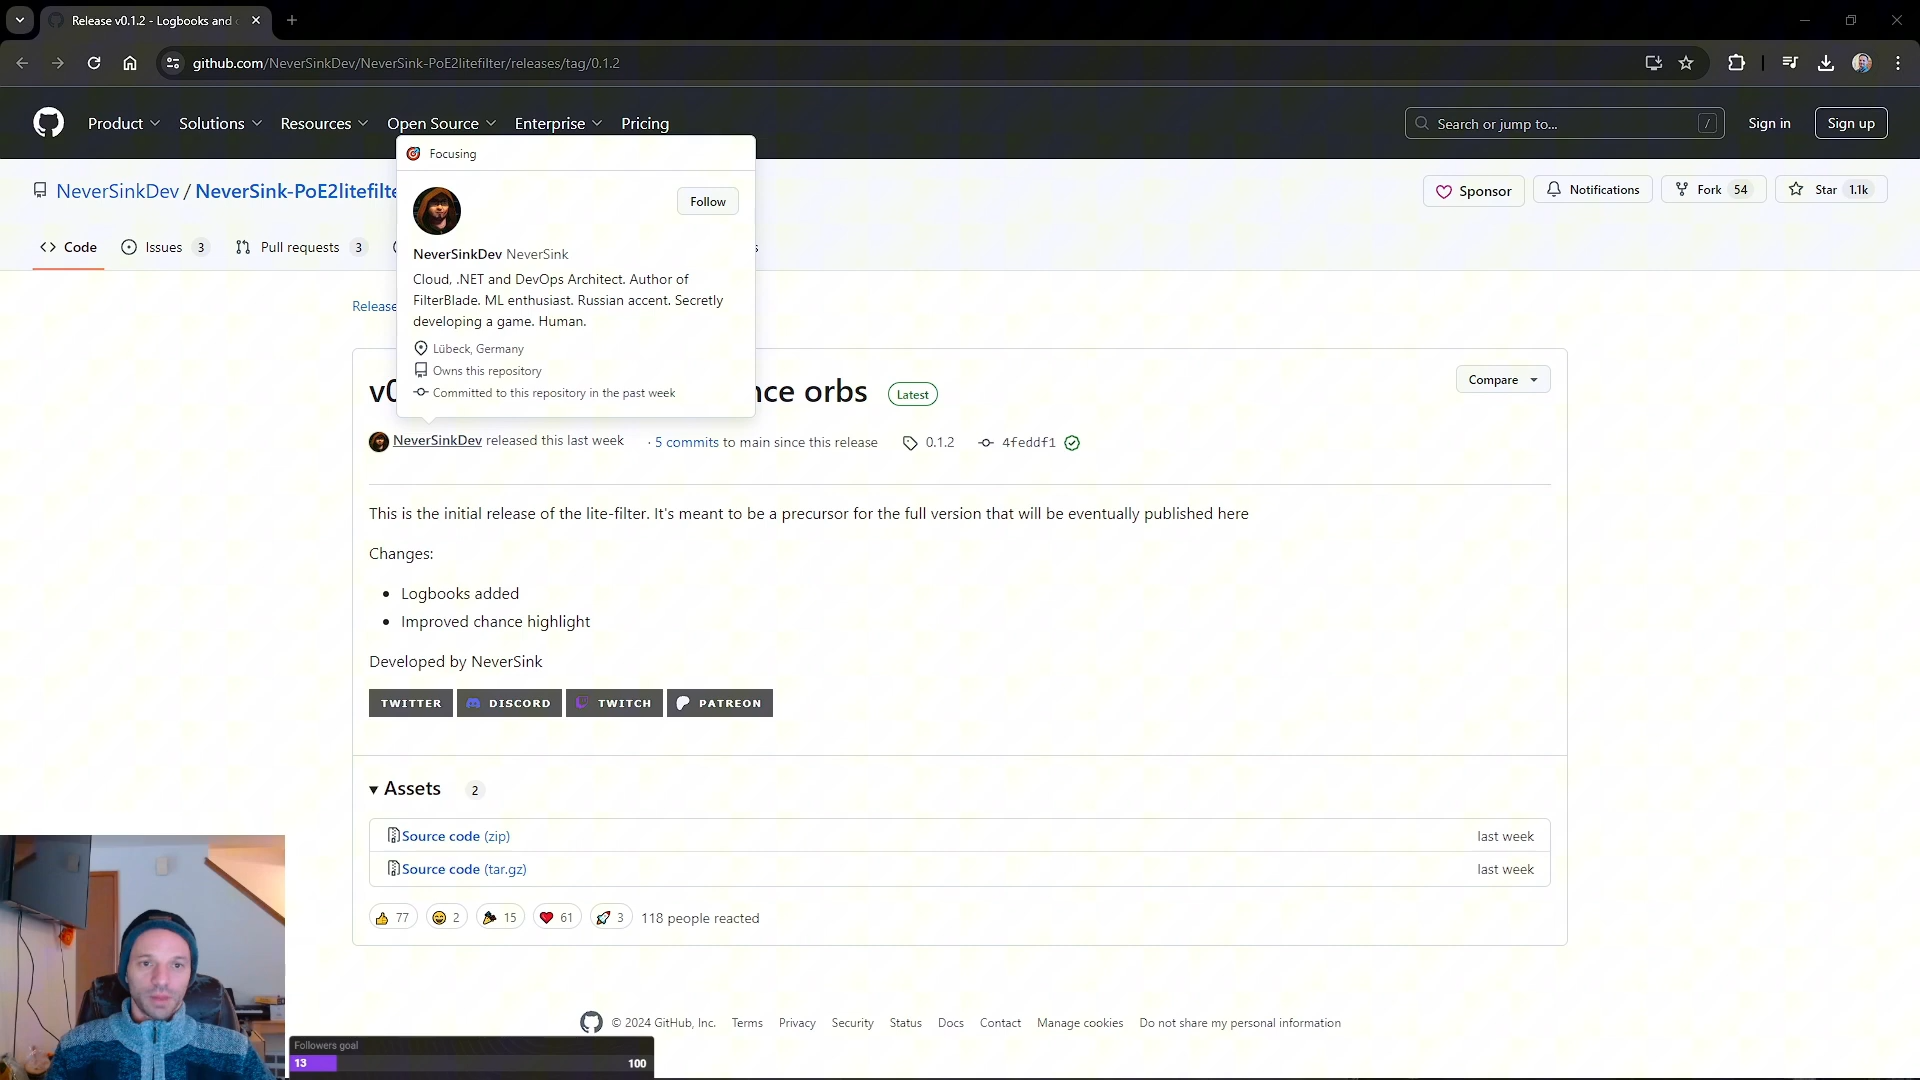 Release v0.1.2 - Logbooks and
github.com/NeverSinkDev/NeverSink-PoE2litefilter/releases/tag/0.1.2
Product Solutions Resources Open Source Enterprise Pricing
Search or jump to...
/
Sign in
Sign up
Focusing
NeverSinkDev / NeverSink-PoE2litefilte
Sponsor
Notifications
Fork 54
Star 1.1k
Follow
Code
Issues 3
Pull requests 3
NeverSinkDev NeverSink
Cloud, .NET and DevOps Architect. Author of
FilterBlade. ML enthusiast. Russian accent. Secretly
developing a game. Human.
Lübeck, Germany
Owns this repository
Committed to this repository in the past week
Release
v0
nce orbs
Latest
Compare
NeverSinkDev released this last week · 5 commits to main since this release 0.1.2 4feddf1
This is the initial release of the lite-filter. It's meant to be a precursor for the full version that will be eventually published here
Changes:
• Logbooks added
• Improved chance highlight
Developed by NeverSink
TWITTER DISCORD TWITCH PATREON
Assets 2
Source code (zip) last week
Source code (tar.gz) last week
77 2 15 61 3 118 people reacted
© 2024 GitHub, Inc. Terms Privacy Security Status Docs Contact Manage cookies Do not share my personal information
Followers goal
13 100